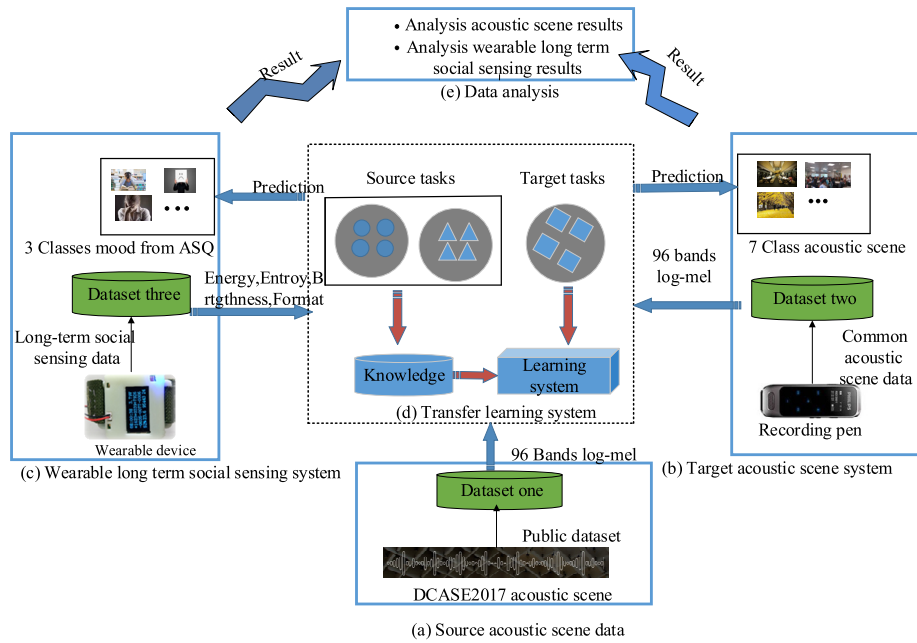 • Analysis acoustic scene results
• Analysis wearable long term
social sensing results
(e) Data analysis
Result
Result
Prediction
3 Classes mood from ASQ
Dataset three
Energy,Entroy,B
rtgthness,Format
Long-term social
sensing data
Wearable device
(c) Wearable long term social sensing system
Source tasks
Target tasks
Knowledge
Learning
system
(d) Transfer learning system
Prediction
7 Class acoustic scene
96 bands
log-mel
Dataset two
Common
acoustic
scene data
Recording pen
(b) Target acoustic scene system
96 Bands log-mel
Dataset one
Public dataset
DCASE2017 acoustic scene
(a) Source acoustic scene data